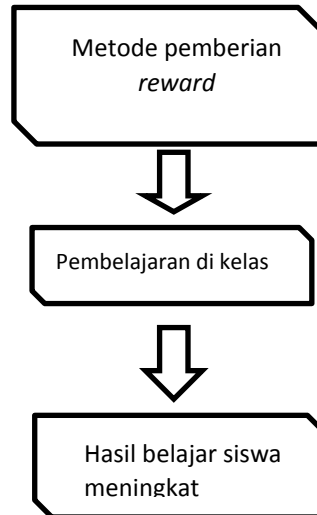 Metode pemberian
reward
Pembelajaran di kelas
Hasil belajar siswa
meningkat